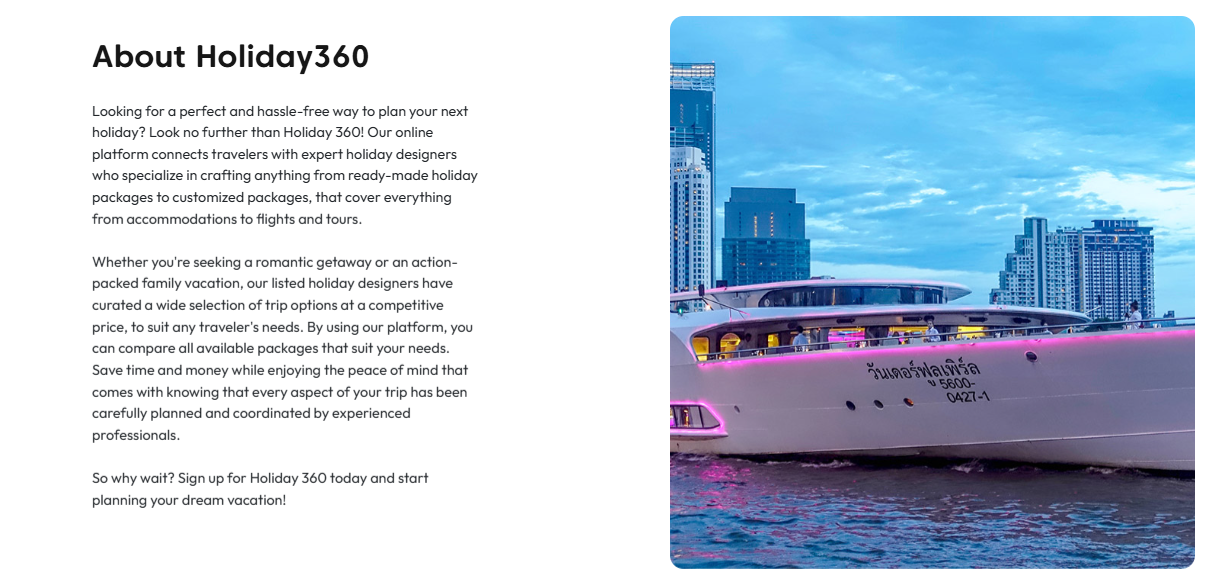 About Holiday360
Looking for a perfect and hassle-free way to plan your next
holiday? Look no further than Holiday 360! Our online
platform connects travelers with expert holiday designers
who specialize in crafting anything from ready-made holiday
packages to customized packages, that cover everything
from accommodations to flights and tours.
Whether you're seeking a romantic getaway or an action-
packed family vacation, our listed holiday designers have
curated a wide selection of trip options at a competitive
price, to suit any traveler's needs. By using our platform, you
can compare all available packages that suit your needs.
Save time and money while enjoying the peace of mind that
comes with knowing that every aspect of your trip has been
carefully planned and coordinated by experienced
professionals.
So why wait? Sign up for Holiday 360 today and start
planning your dream vacation!
วันเดอร์ฟูลเพิร์ล
5600-
0427-1